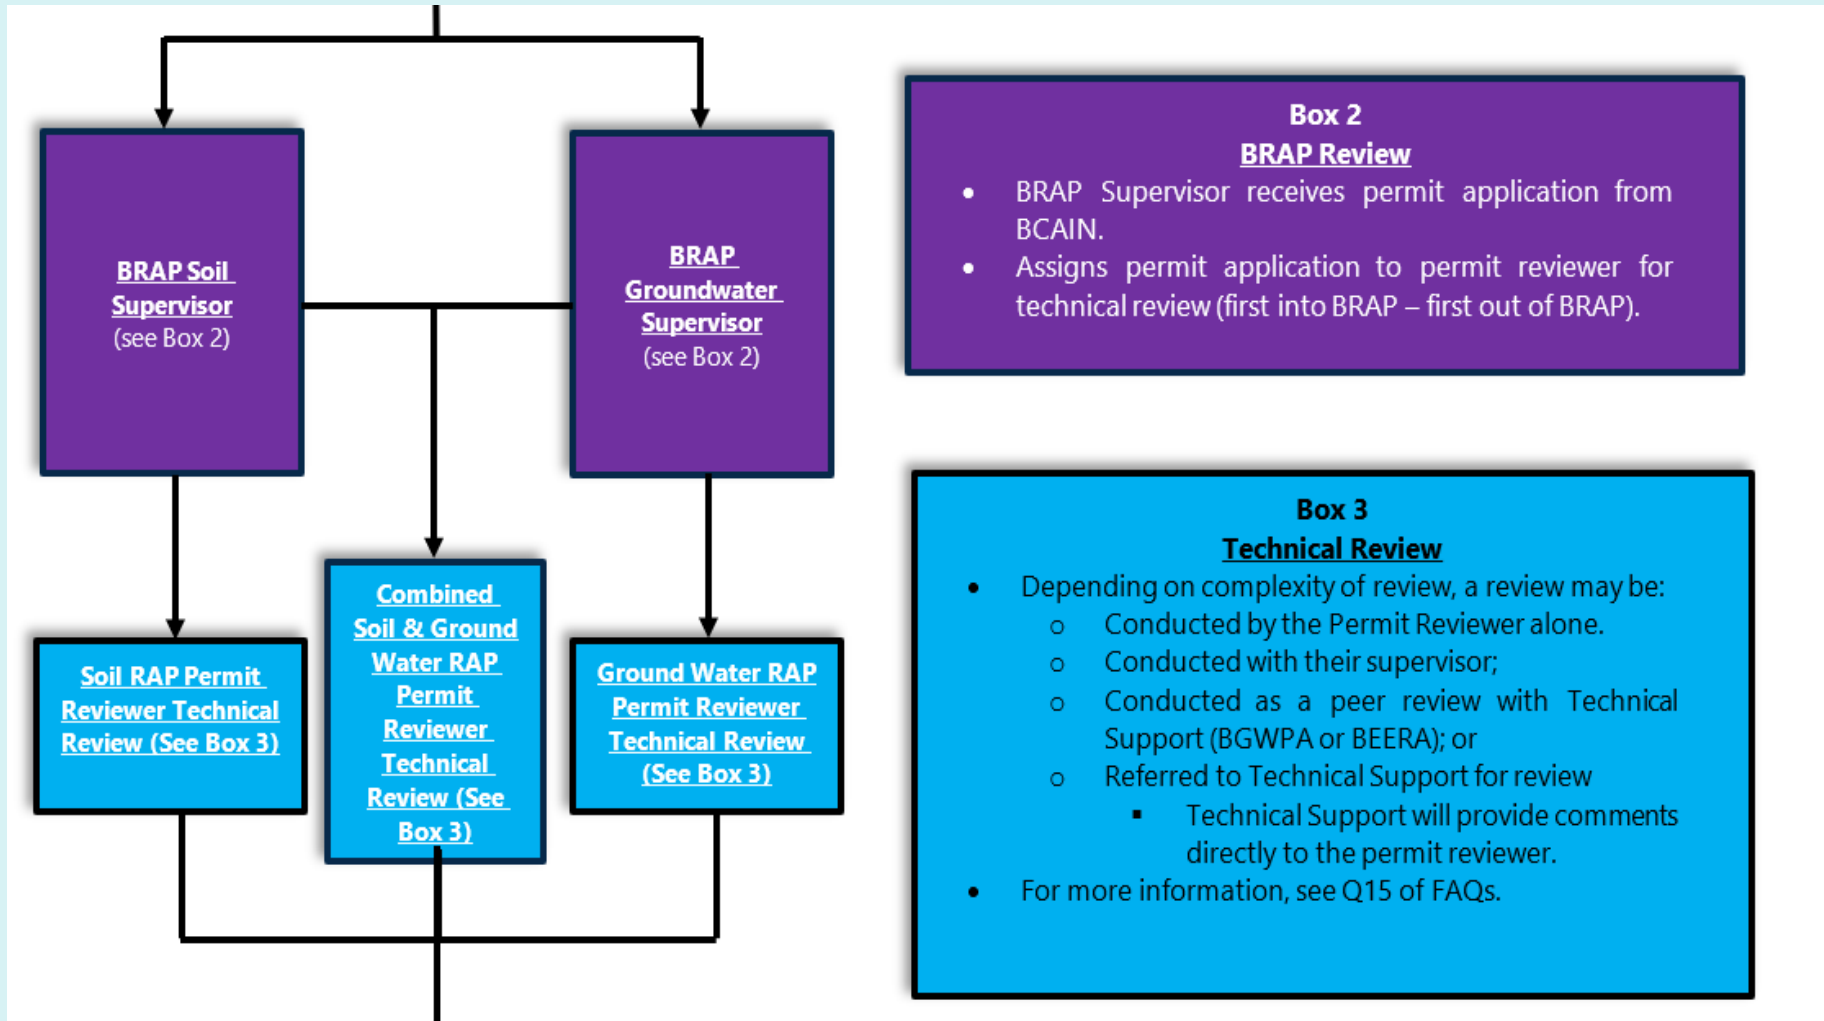 BRAP Soil
Supervisor
(see Box 2)
BRAP
Groundwater
Supervisor
(see Box 2)
Combined
Soil & Ground
Water RAP
Permit
Reviewer
Technical
Review (See
Box 3)
Soil RAP Permit
Reviewer Technical
Review (See Box 3)
Ground Water RAP
Permit Reviewer
Technical Review
(See Box 3)
Box 2
BRAP Review
• BRAP Supervisor receives permit application from
BCAIN.
• Assigns permit application to permit reviewer for
technical review (first into BRAP – first out of BRAP).
Box 3
Technical Review
• Depending on complexity of review, a review may be:
o Conducted by the Permit Reviewer alone.
o Conducted with their supervisor;
o Conducted as a peer review with Technical
Support (BGWPA or BEERA); or
o Referred to Technical Support for review
▪ Technical Support will provide comments
directly to the permit reviewer.
• For more information, see Q15 of FAQs.